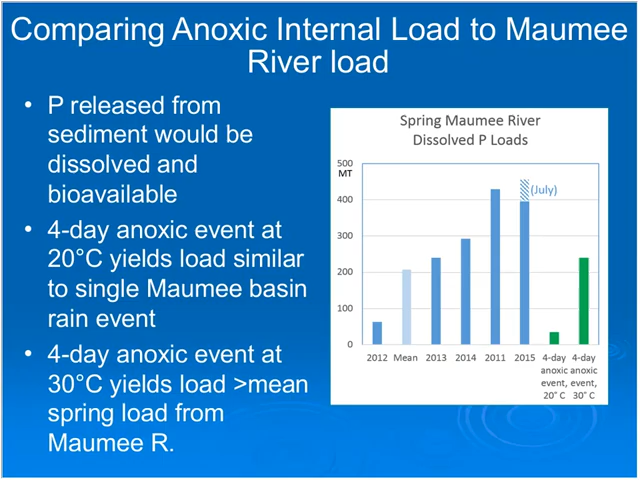 Comparing Anoxic Internal Load to Maumee
River load
• P released from
sediment would be
dissolved and
bioavailable
• 4-day anoxic event at
20°C yields load similar
to single Maumee basin
rain event
• 4-day anoxic event at
30°C yields load >mean
spring load from
Maumee R.
Spring Maumee River
Dissolved P Loads
500
MT
(July)
400
300
200
100
0
2012 Mean 2013 2014 2011 2015 4-day 4-day
anoxic anoxic
event, event,
20° C 30° C